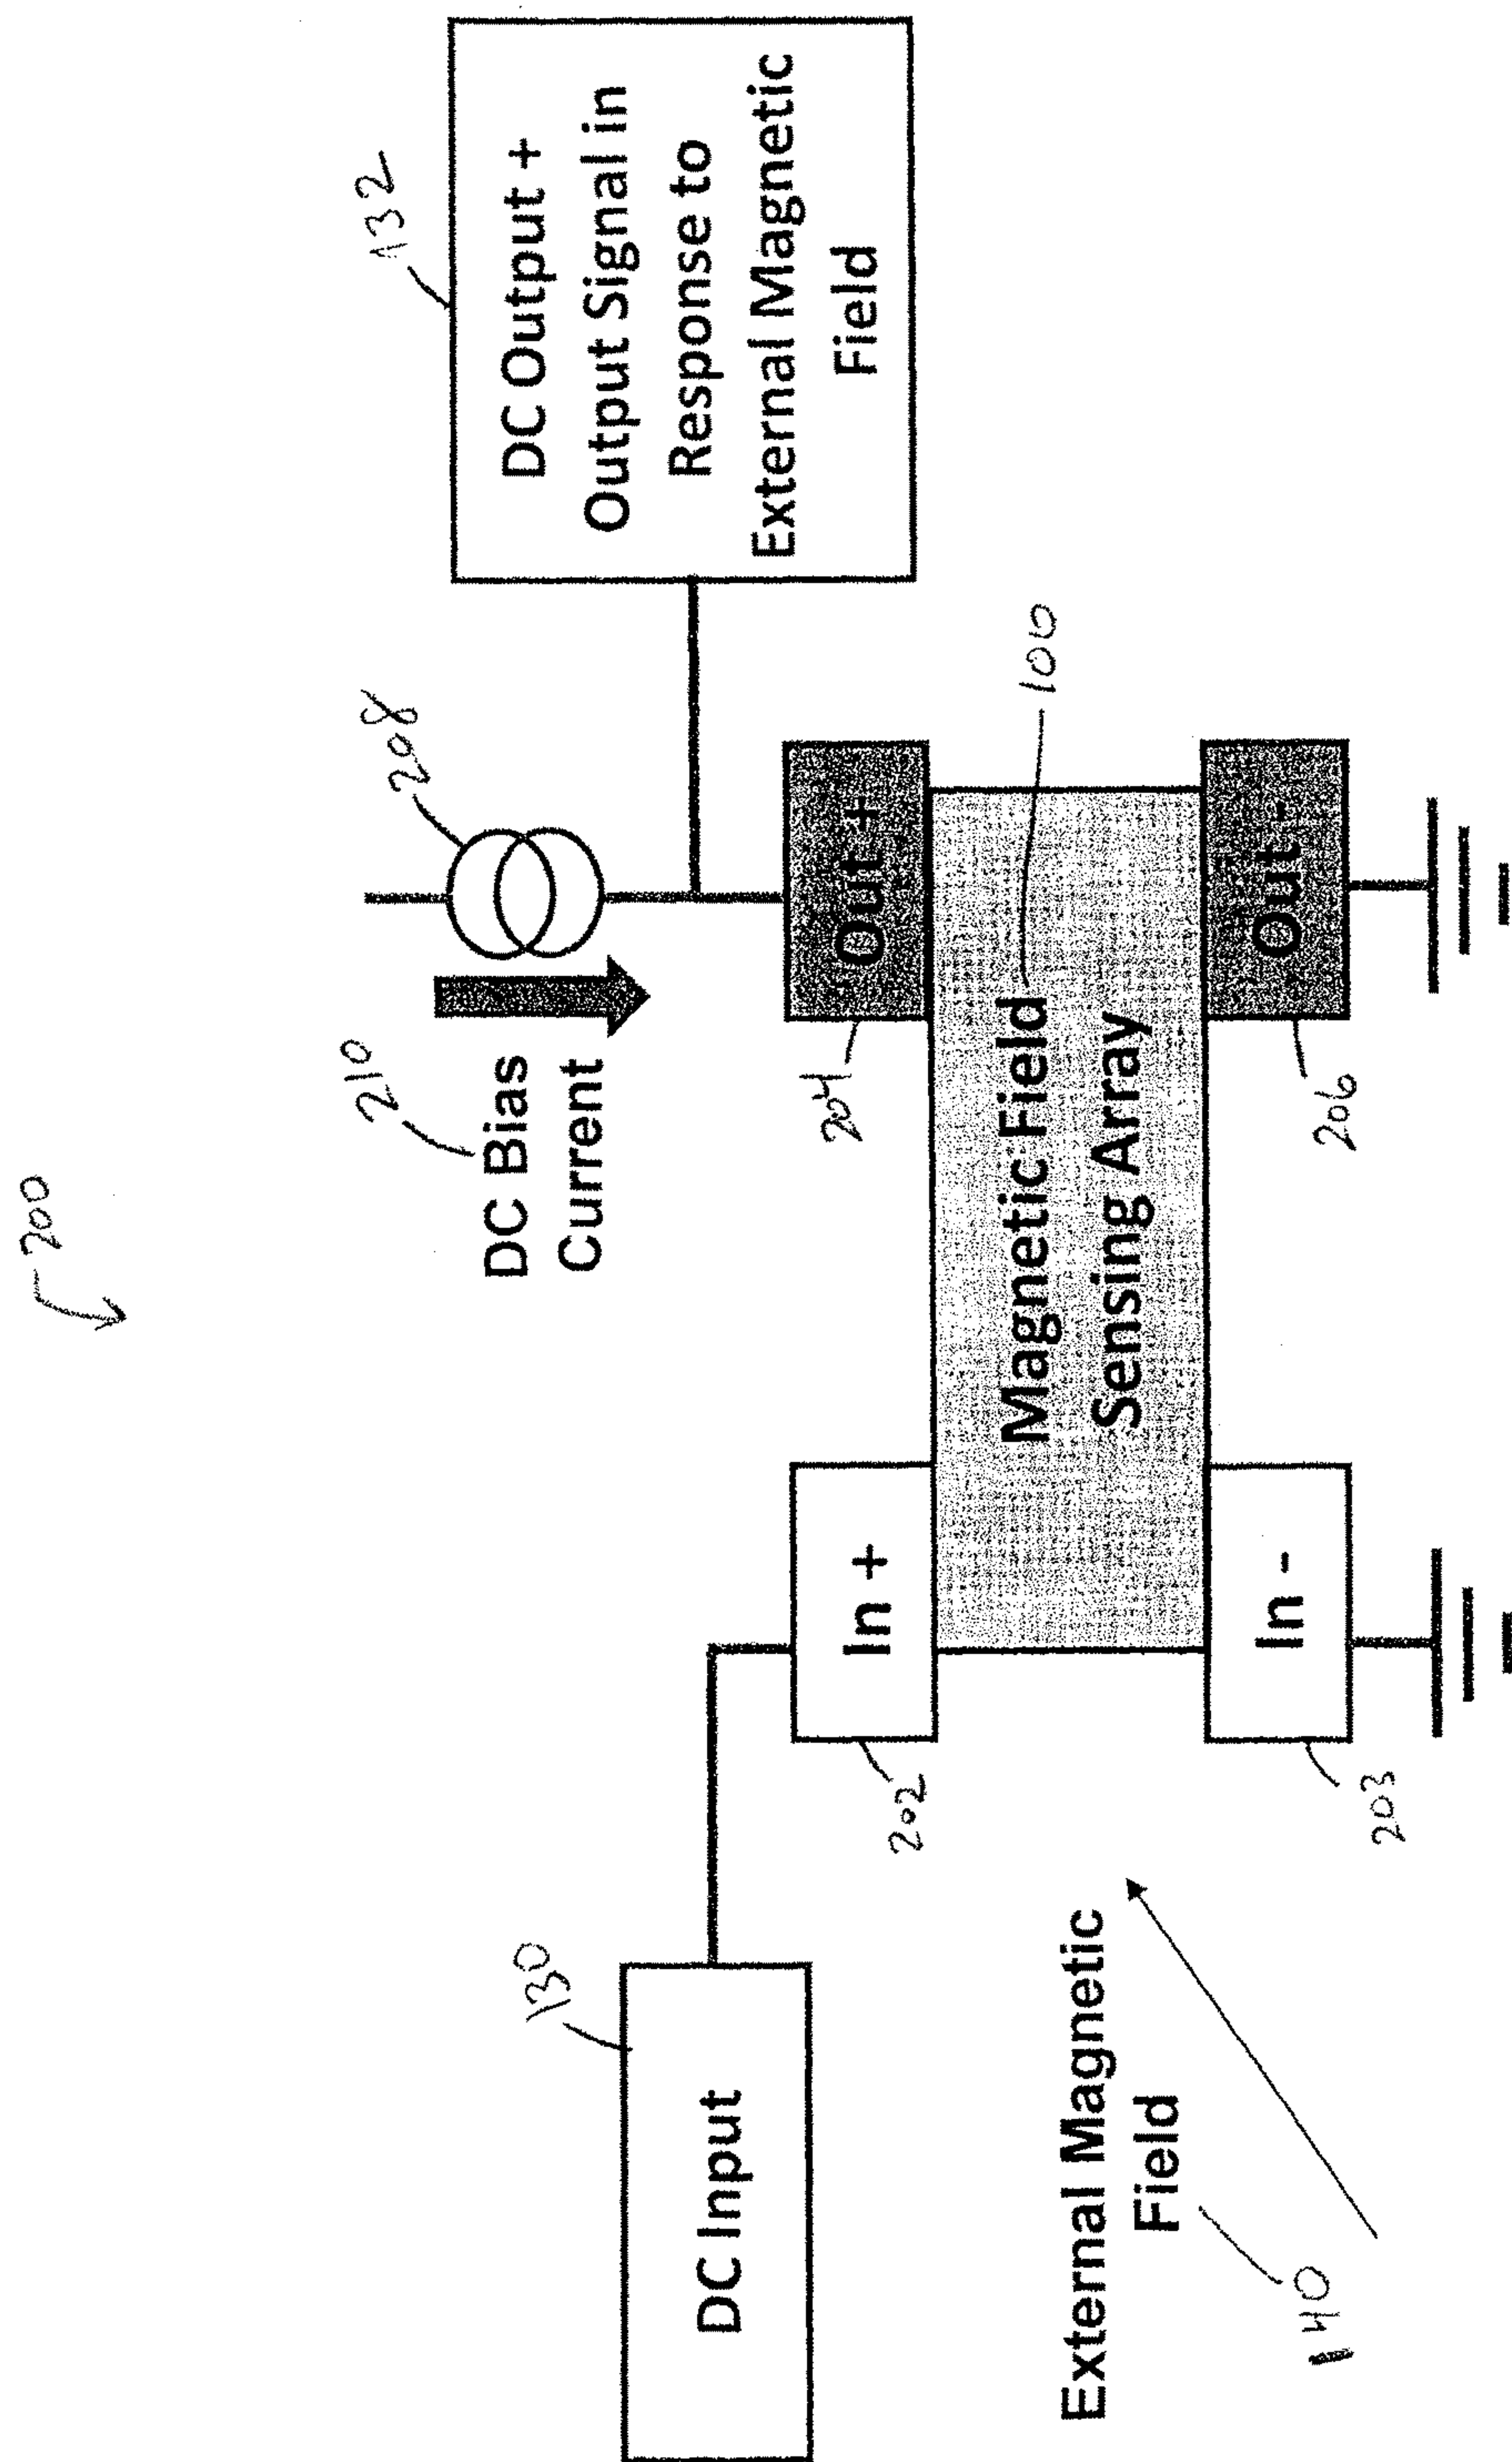 200
210
DC Bias
Current
208
132
DC Output +
Output Signal in
Response to
External Magnetic
Field
130
DC Input
In +
202
Out +
204
Magnetic Field
Sensing Array
100
In -
203
Out -
206
External Magnetic
Field
140